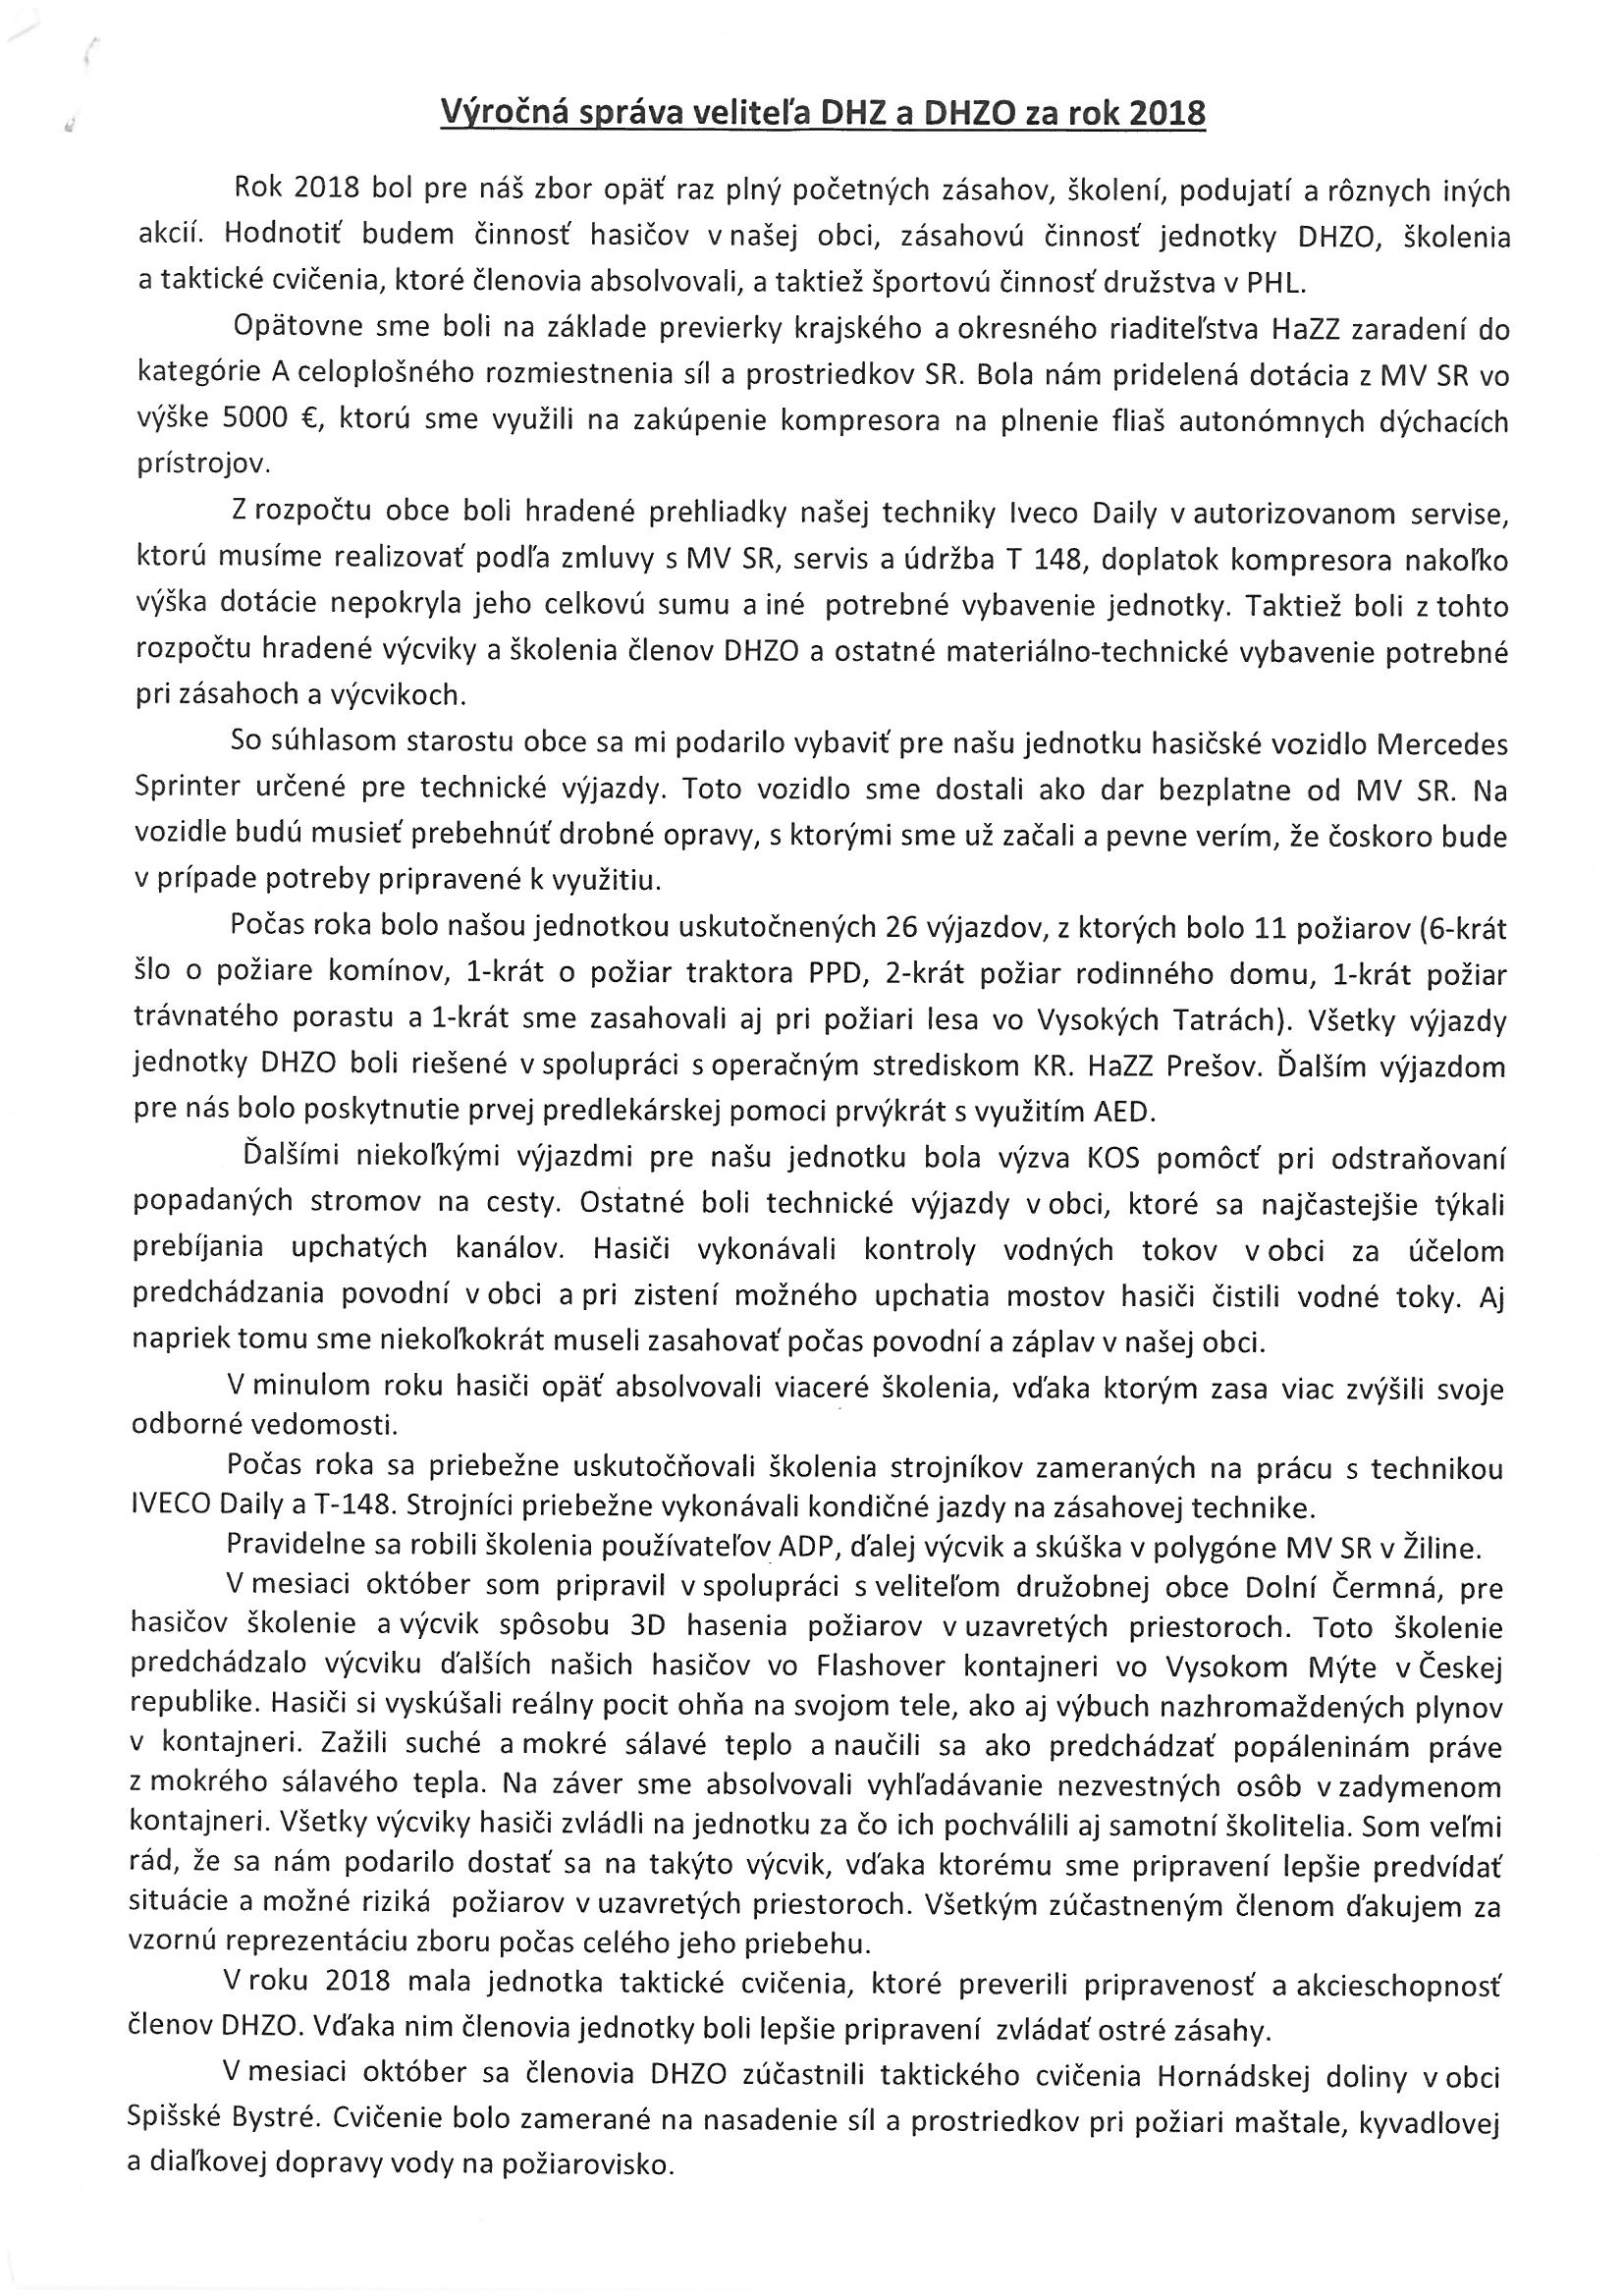 Výročná správa veliteľa DHZ a DHZO za rok 2018
Rok 2018 bol pre náš zbor opäť raz plný početných zásahov, školení, podujatí a rôznych iných
akcií. Hodnotiť budem činnosť hasičov v našej obci, zásahovú činnosť jednotky DHZO, školenia
a taktické cvičenia, ktoré členovia absolvovali, a taktiež športovú činnosť družstva v PHL.
Opätovne sme boli na základe previerky krajského a okresného riaditeľstva HaZZ zaradení do
kategórie A celoplošného rozmiestnenia síl a prostriedkov SR. Bola nám pridelená dotácia z MV SR vo
výške 5000 €, ktorú sme využili na zakúpenie kompresora na plnenie fliaš autonómnych dýchacích
prístrojov.
Z rozpočtu obce boli hradené prehliadky našej techniky Iveco Daily v autorizovanom servise,
ktorú musíme realizovať podľa zmluvy s MV SR, servis a údržba T 148, doplatok kompresora nakoľko
výška dotácie nepokryla jeho celkovú sumu a iné  potrebné vybavenie jednotky. Taktiež boli z tohto
rozpočtu hradené výcviky a školenia členov DHZO a ostatné materiálno-technické vybavenie potrebné
pri zásahoch a výcvikoch.
So súhlasom starostu obce sa mi podarilo vybaviť pre našu jednotku hasičské vozidlo Mercedes
Sprinter určené pre technické výjazdy. Toto vozidlo sme dostali ako dar bezplatne od MV SR. Na
vozidle budú musieť prebehnúť drobné opravy, s ktorými sme už začali a pevne verím, že čoskoro bude
v prípade potreby pripravené k využitiu.
Počas roka bolo našou jednotkou uskutočnených 26 výjazdov, z ktorých bolo 11 požiarov (6-krát
šlo o požiare komínov, 1-krát o požiar traktora PPD, 2-krát požiar rodinného domu, 1-krát požiar
trávnatého porastu a 1-krát sme zasahovali aj pri požiari lesa vo Vysokých Tatrách). Všetky výjazdy
jednotky DHZO boli riešené v spolupráci s operačným strediskom KR. HaZZ Prešov. Ďalším výjazdom
pre nás bolo poskytnutie prvej predlekárskej pomoci prvýkrát s využitím AED.
Ďalšími niekoľkými výjazdmi pre našu jednotku bola výzva KOS pomôcť pri odstraňovaní
popadaných stromov na cesty. Ostatné boli technické výjazdy v obci, ktoré sa najčastejšie týkali
prebíjania upchatých kanálov. Hasiči vykonávali kontroly vodných tokov v obci za účelom
predchádzania povodní v obci a pri zistení možného upchatia mostov hasiči čistili vodné toky. Aj
napriek tomu sme niekoľkokrát museli zasahovať počas povodní a záplav v našej obci.
V minulom roku hasiči opäť absolvovali viaceré školenia, vďaka ktorým zasa viac zvýšili svoje
odborné vedomosti.
Počas roka sa priebežne uskutočňovali školenia strojníkov zameraných na prácu s technikou
IVECO Daily a T-148. Strojníci priebežne vykonávali kondičné jazdy na zásahovej technike.
Pravidelne sa robili školenia používateľov ADP, ďalej výcvik a skúška v polygóne MV SR v Žiline.
V mesiaci október som pripravil v spolupráci s veliteľom družobnej obce Dolní Čermná, pre
hasičov školenie a výcvik spôsobu 3D hasenia požiarov v uzavretých priestoroch. Toto školenie
predchádzalo výcviku ďalších našich hasičov vo Flashover kontajneri vo Vysokom Mýte v Českej
republike. Hasiči si vyskúšali reálny pocit ohňa na svojom tele, ako aj výbuch nazhromaždených plynov
v kontajneri. Zažili suché a mokré sálavé teplo a naučili sa ako predchádzať popáleninám práve
z mokrého sálavého tepla. Na záver sme absolvovali vyhľadávanie nezvestných osôb v zadymenom
kontajneri. Všetky výcviky hasiči zvládli na jednotku za čo ich pochválili aj samotní školitelia. Som veľmi
rád, že sa nám podarilo dostať sa na takýto výcvik, vďaka ktorému sme pripravení lepšie predvídať
situácie a možné riziká  požiarov v uzavretých priestoroch. Všetkým zúčastneným členom ďakujem za
vzornú reprezentáciu zboru počas celého jeho priebehu.
V roku 2018 mala jednotka taktické cvičenia, ktoré preverili pripravenosť a akcieschopnosť
členov DHZO. Vďaka nim členovia jednotky boli lepšie pripravení  zvládať ostré zásahy.
V mesiaci október sa členovia DHZO zúčastnili taktického cvičenia Hornádskej doliny v obci
Spišské Bystré. Cvičenie bolo zamerané na nasadenie síl a prostriedkov pri požiari maštale, kyvadlovej
a diaľkovej dopravy vody na požiarovisko.